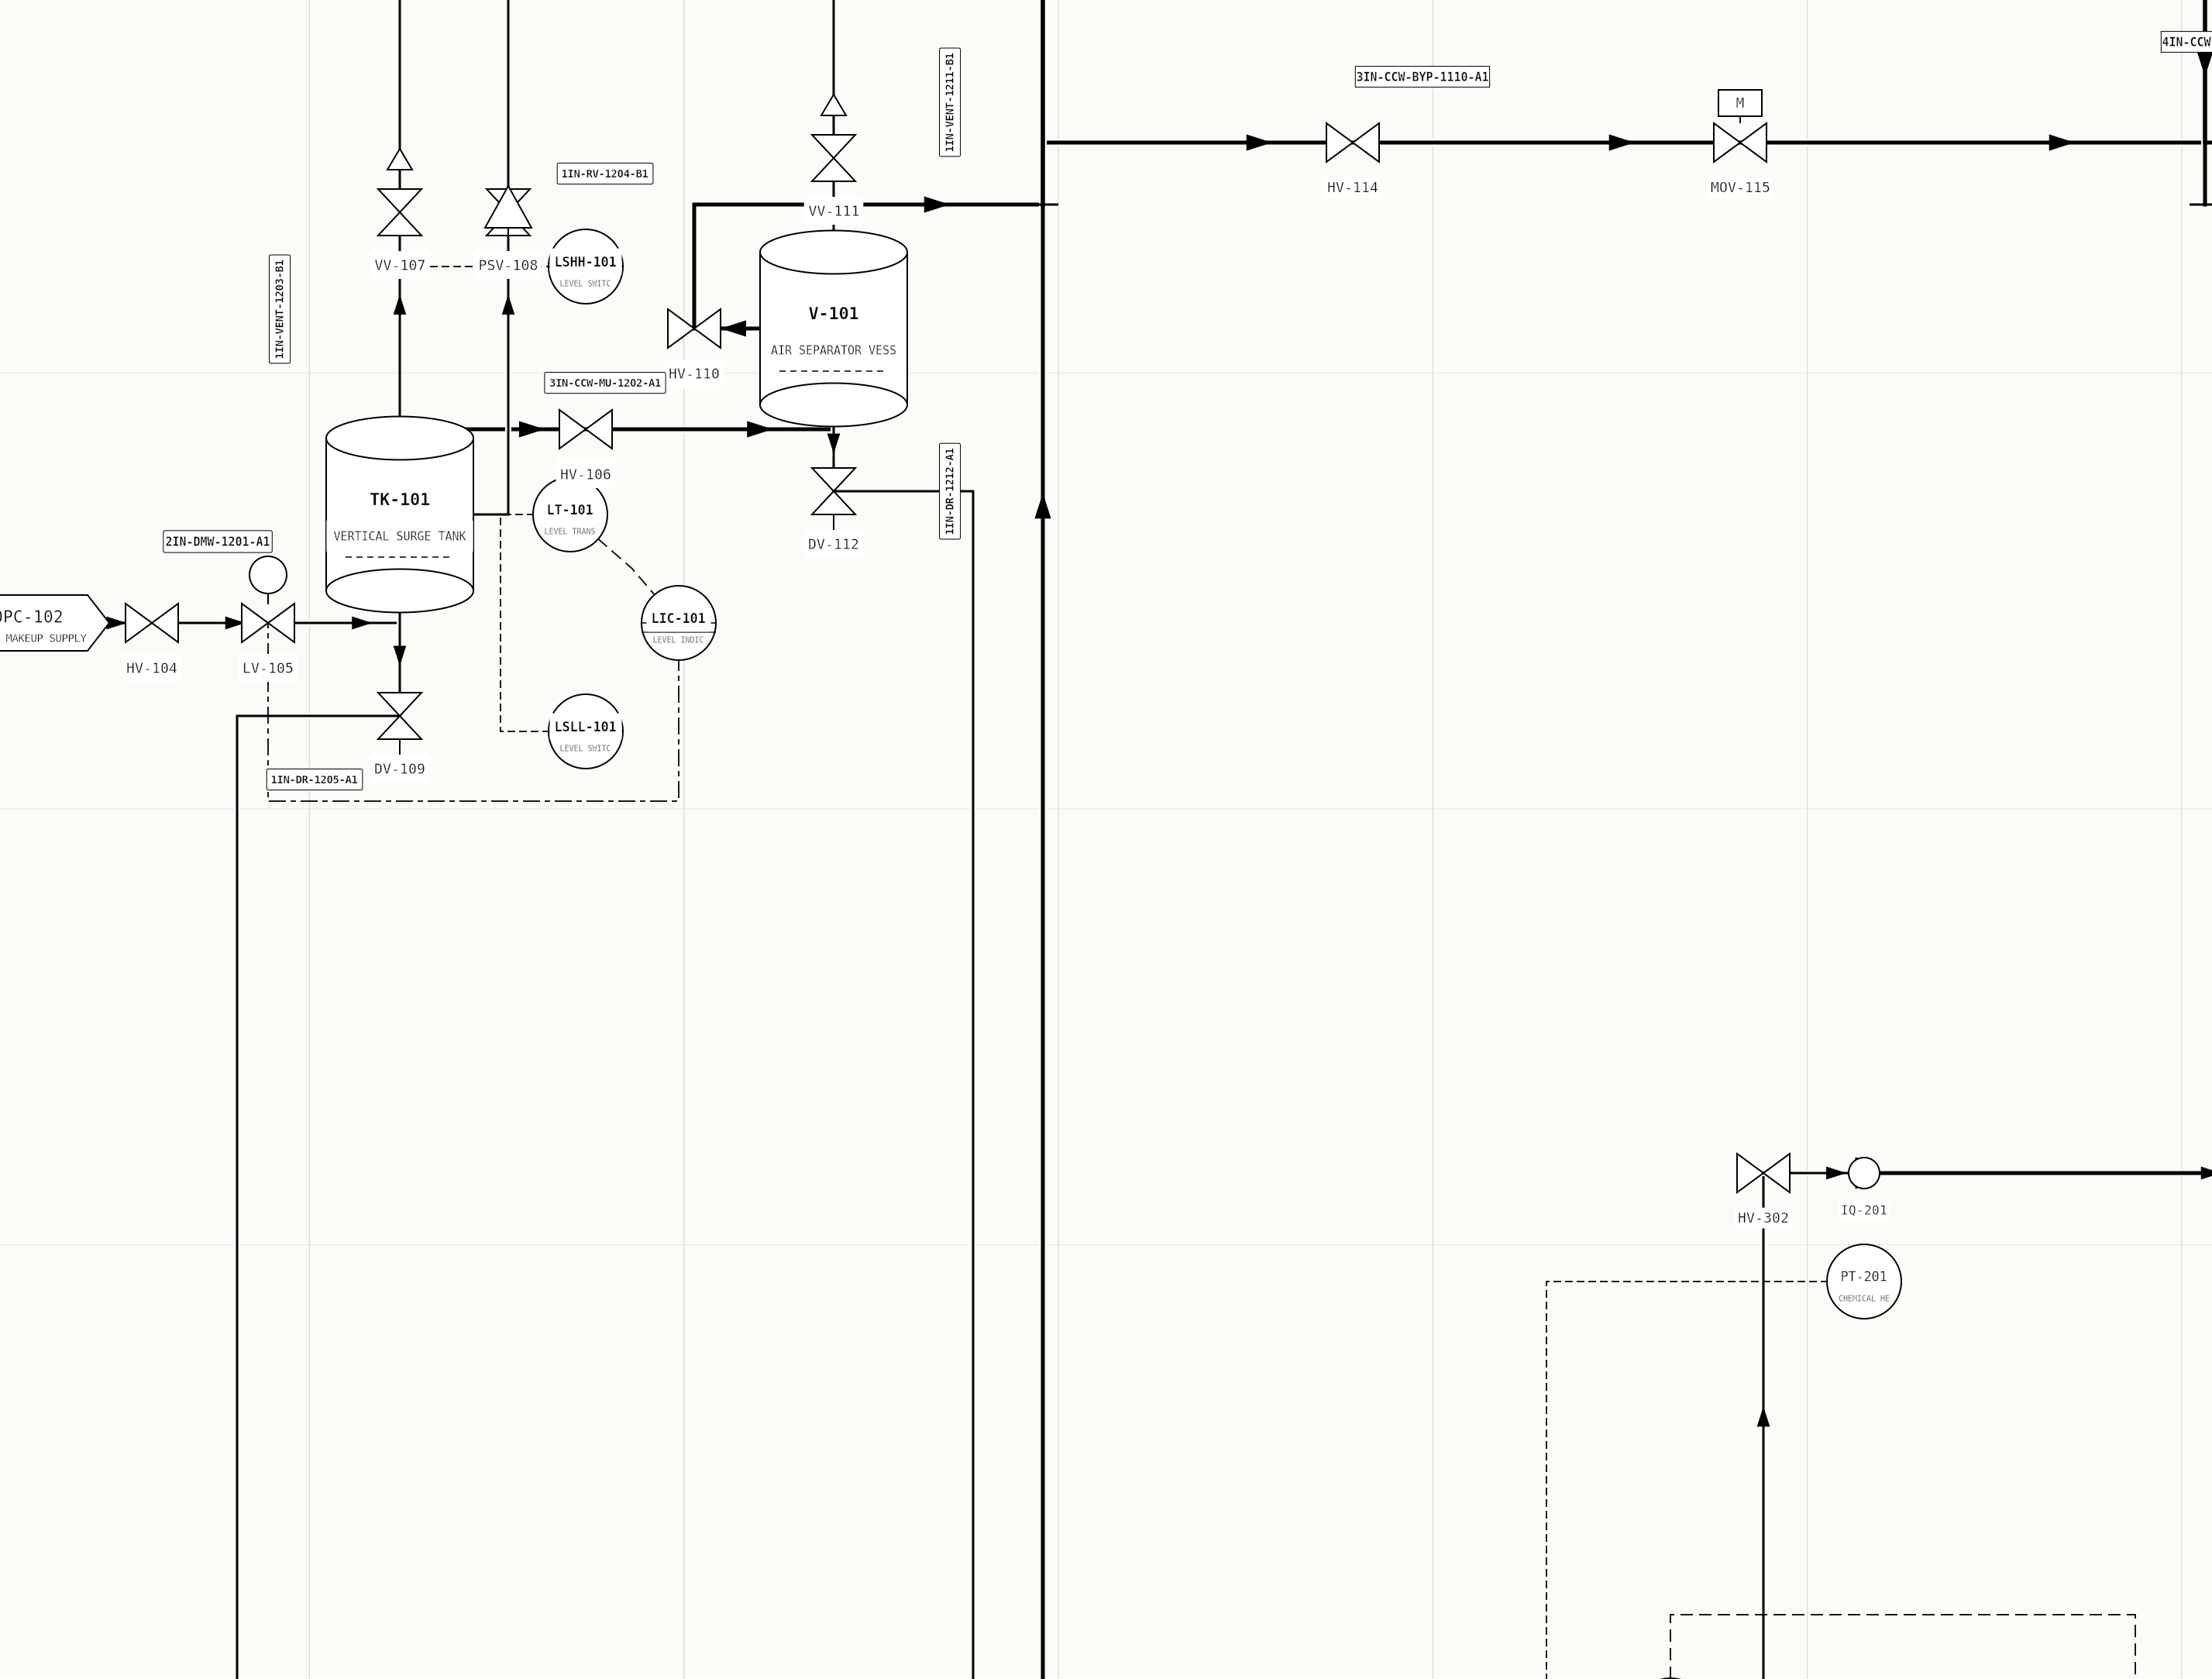 4IN-CCW
1IN-VENT-1211-B1
3IN-CCW-BYP-1110-A1
M
HV-114
MOV-115
1IN-RV-1204-B1
VV-111
VV-107
PSV-108
LSHH-101
LEVEL SWITC
1IN-VENT-1203-B1
V-101
AIR SEPARATOR VESS
HV-110
3IN-CCW-MU-1202-A1
HV-106
TK-101
VERTICAL SURGE TANK
LT-101
LEVEL TRANS
1IN-DR-1212-A1
DV-112
2IN-DMW-1201-A1
OPC-102
MAKEUP SUPPLY
HV-104
LV-105
LIC-101
LEVEL INDIC
LSLL-101
LEVEL SWITC
DV-109
1IN-DR-1205-A1
HV-302
IQ-201
PT-201
CHEMICAL HE